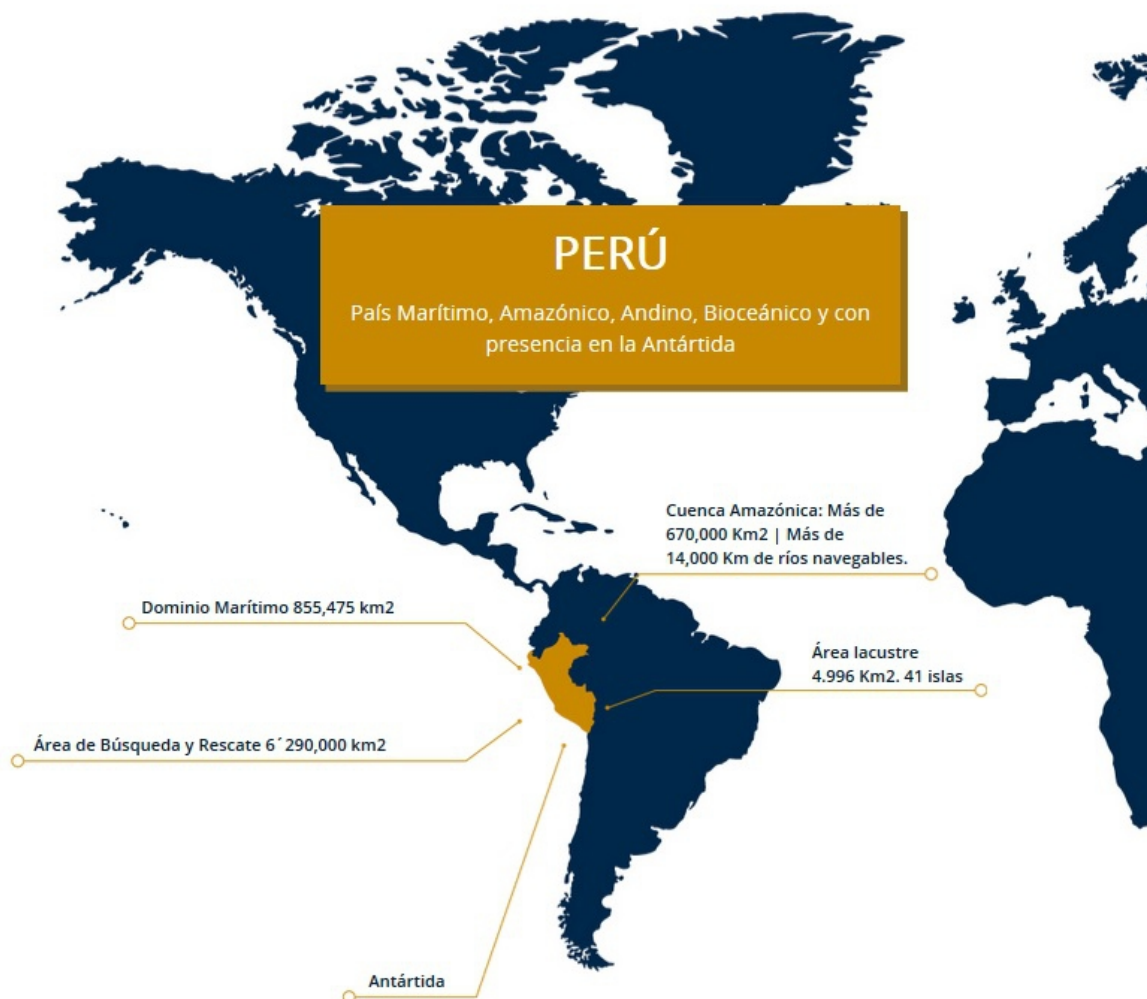 PERÚ
País Marítimo, Amazónico, Andino, Bioceánico y con
presencia en la Antártida
Cuenca Amazónica: Más de
670,000 Km2 | Más de
14,000 Km de ríos navegables.
Dominio Marítimo 855,475 km2
Área lacustre
4.996 Km2. 41 islas
Área de Búsqueda y Rescate 6´290,000 km2
Antártida